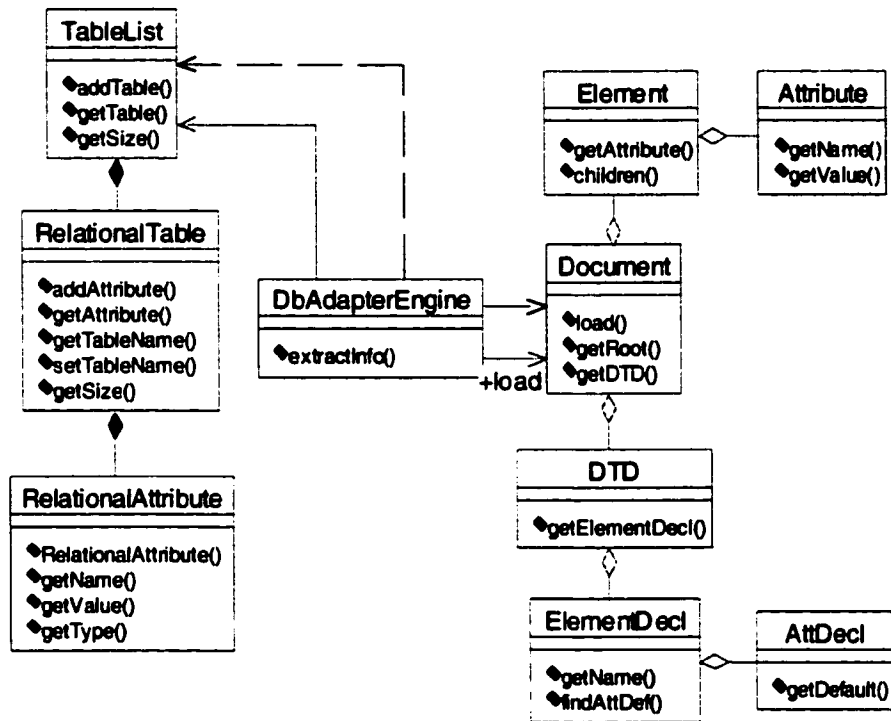 TableList
addTable()
getTable()
getSize()
RelationalTable
addAttribute()
getAttribute()
getTableName()
setTableName()
getSize()
RelationalAttribute
RelationalAttribute()
getName()
getValue()
getType()
DbAdapterEngine
extractInfo()
+load
Element
getAttribute()
children()
Attribute
getName()
getValue()
Document
load()
getRoot()
getDTD()
DTD
getElementDecl()
ElementDecl
getName()
findAttDef()
AttDecl
getDefault()